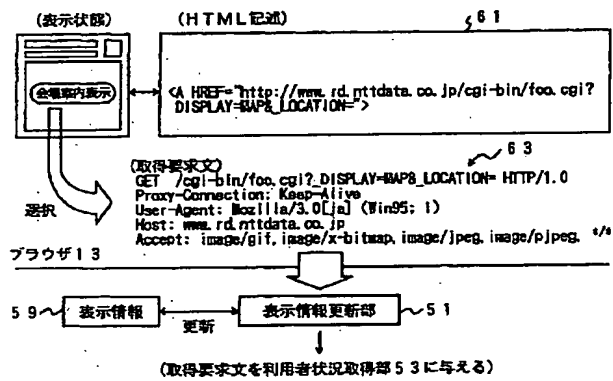 (表示状態)
(HTML記述)
61
会場案内表示
<A HREF="http://www.rd.nttdata.co.jp/cgi-bin/foo.cgi?
DISPLAY=MAP&_LOCATION=">
63
(取得要求文)
GET /cgi-bin/foo.cgi?_DISPLAY=MAP&_LOCATION= HTTP/1.0
Proxy-Connection: Keep-Alive
User-Agent: Mozilla/3.0[ja] (Win95; I)
Host: www.rd.nttdata.co.jp
Accept: image/gif, image/x-bitmap, image/jpeg, image/pjpeg, */*
選択
ブラウザ13
59 表示情報
更新
表示情報更新部 51
(取得要求文を利用者状況取得部53に与える)